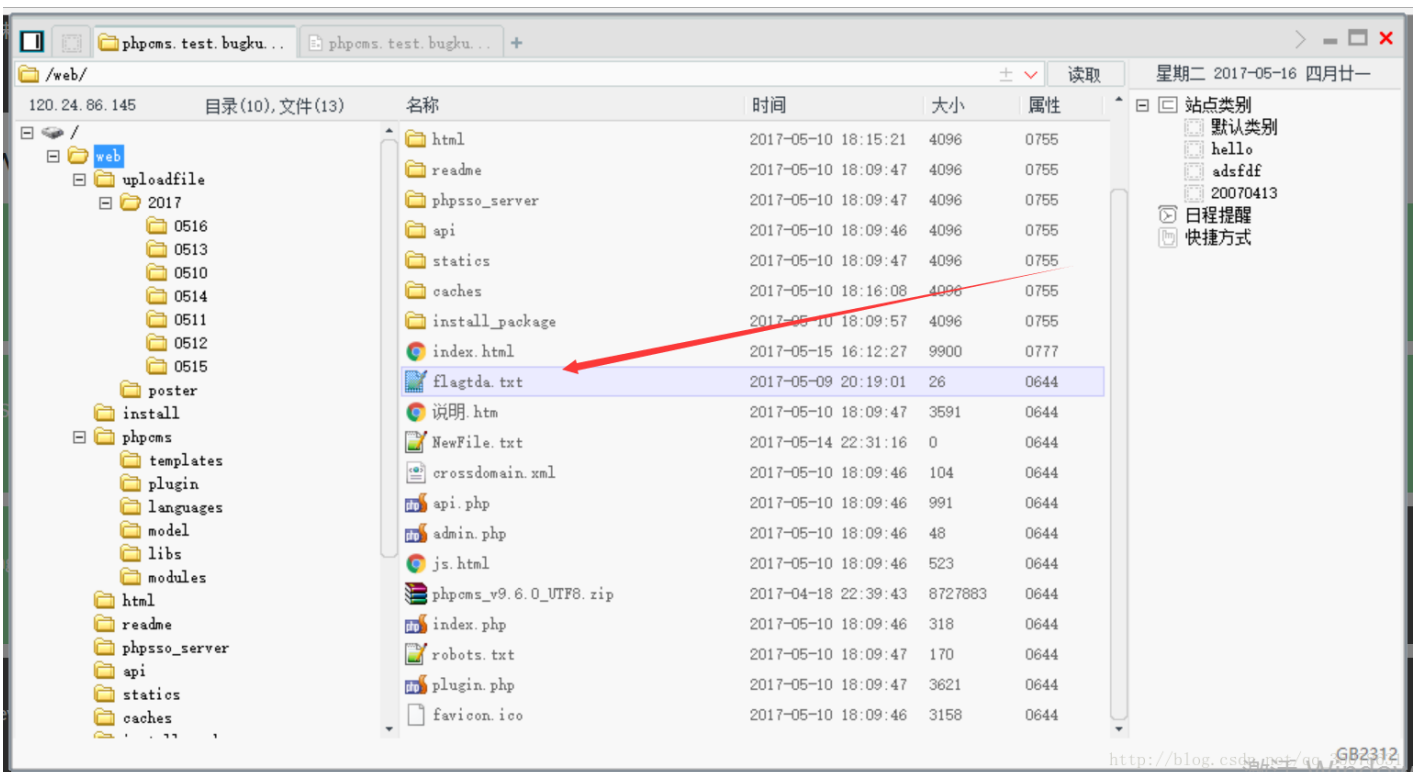 phpcms.test.bugku... phpcms.test.bugku... +
/web/ 读取 星期二 2017-05-16 四月廿一
120.24.86.145 目录(10),文件(13) 名称 时间 大小 属性
/
web
uploadfile
2017
0516
0513
0510
0514
0511
0512
0515
poster
install
phpcms
templates
plugin
languages
model
libs
modules
html
readme
phpsso_server
api
statics
caches
html 2017-05-10 18:15:21 4096 0755
readme 2017-05-10 18:09:47 4096 0755
phpsso_server 2017-05-10 18:09:47 4096 0755
api 2017-05-10 18:09:46 4096 0755
statics 2017-05-10 18:09:47 4096 0755
caches 2017-05-10 18:16:08 4096 0755
install_package 2017-05-10 18:09:57 4096 0755
index.html 2017-05-15 16:12:27 9900 0777
flagtda.txt 2017-05-09 20:19:01 26 0644
说明.htm 2017-05-10 18:09:47 3591 0644
NewFile.txt 2017-05-14 22:31:16 0 0644
crossdomain.xml 2017-05-10 18:09:46 104 0644
api.php 2017-05-10 18:09:46 991 0644
admin.php 2017-05-10 18:09:46 48 0644
js.html 2017-05-10 18:09:46 523 0644
phpcms_v9.6.0_UTF8.zip 2017-04-18 22:39:43 8727883 0644
index.php 2017-05-10 18:09:46 318 0644
robots.txt 2017-05-10 18:09:47 170 0644
plugin.php 2017-05-10 18:09:47 3621 0644
favicon.ico 2017-05-10 18:09:46 3158 0644
站点类别
默认类别
hello
adsfdf
20070413
日程提醒
快捷方式
GB2312